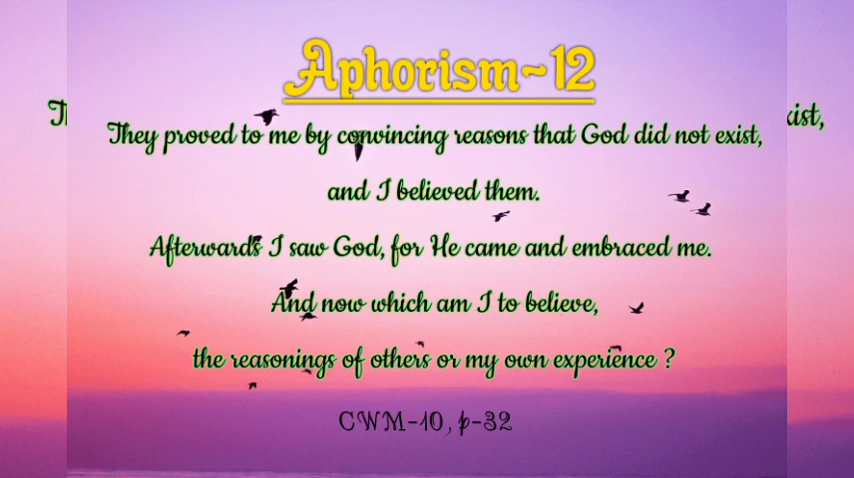 Aphorism~12
They proved to me by convincing reasons that God did not exist,
and I believed them.
Afterwards I saw God, for He came and embraced me.
And now which am I to believe,
the reasonings of others or my own experience ?
CWM-10, p-32